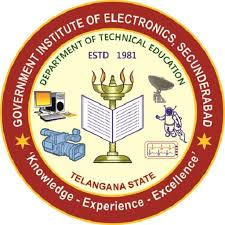 GOVERNMENT INSTITUTE OF ELECTRONICS, SECUNDERABAD
DEPARTMENT OF TECHNICAL EDUCATION
ESTD 1981
TELANGANA STATE
'Knowledge - Experience - Excellence'